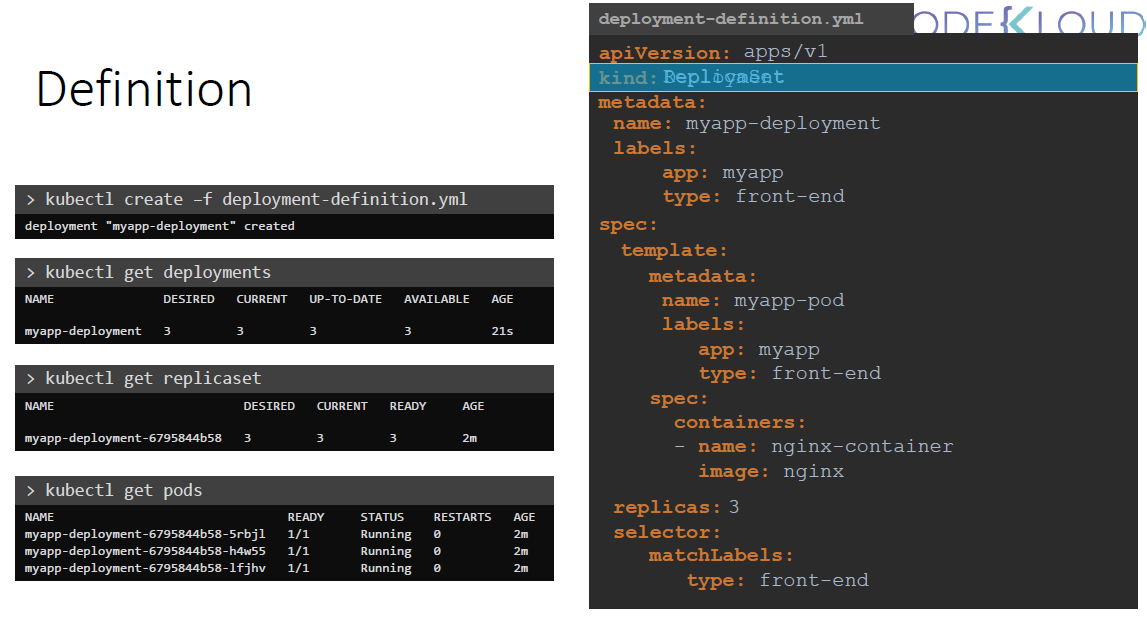 Definition
> kubectl create –f deployment-definition.yml
deployment "myapp-deployment" created
> kubectl get deployments
NAME DESIRED CURRENT UP-TO-DATE AVAILABLE AGE
myapp-deployment 3 3 3 3 21s
> kubectl get replicaset
NAME DESIRED CURRENT READY AGE
myapp-deployment-6795844b58 3 3 3 2m
> kubectl get pods
NAME READY STATUS RESTARTS AGE
myapp-deployment-6795844b58-5rbjl 1/1 Running 0 2m
myapp-deployment-6795844b58-h4w55 1/1 Running 0 2m
myapp-deployment-6795844b58-lfjhv 1/1 Running 0 2m
deployment-definition.yml
apiVersion: apps/v1
kind: ReplicaSet
metadata:
name: myapp-deployment
labels:
app: myapp
type: front-end
spec:
template:
metadata:
name: myapp-pod
labels:
app: myapp
type: front-end
spec:
containers:
- name: nginx-container
image: nginx
replicas: 3
selector:
matchLabels:
type: front-end